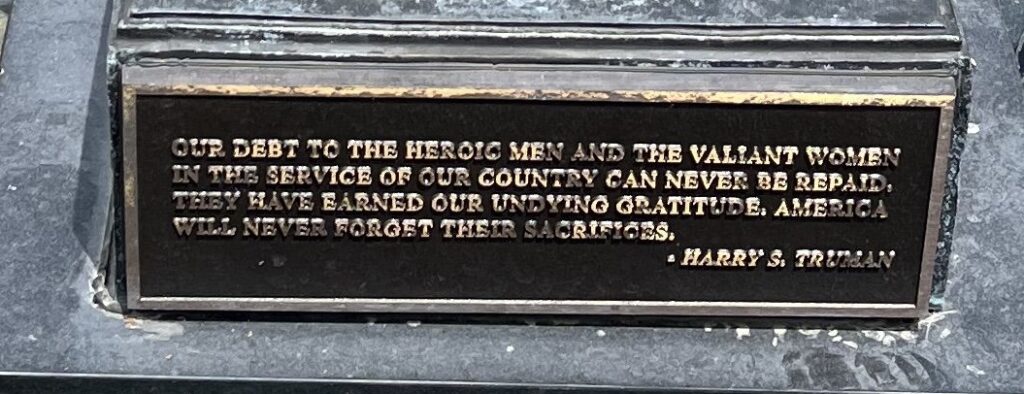 OUR DEBT TO THE HEROIC MEN AND THE VALIANT WOMEN
IN THE SERVICE OF OUR COUNTRY CAN NEVER BE REPAID.
THEY HAVE EARNED OUR UNDYING GRATITUDE. AMERICA
WILL NEVER FORGET THEIR SACRIFICES.
- HARRY S. TRUMAN